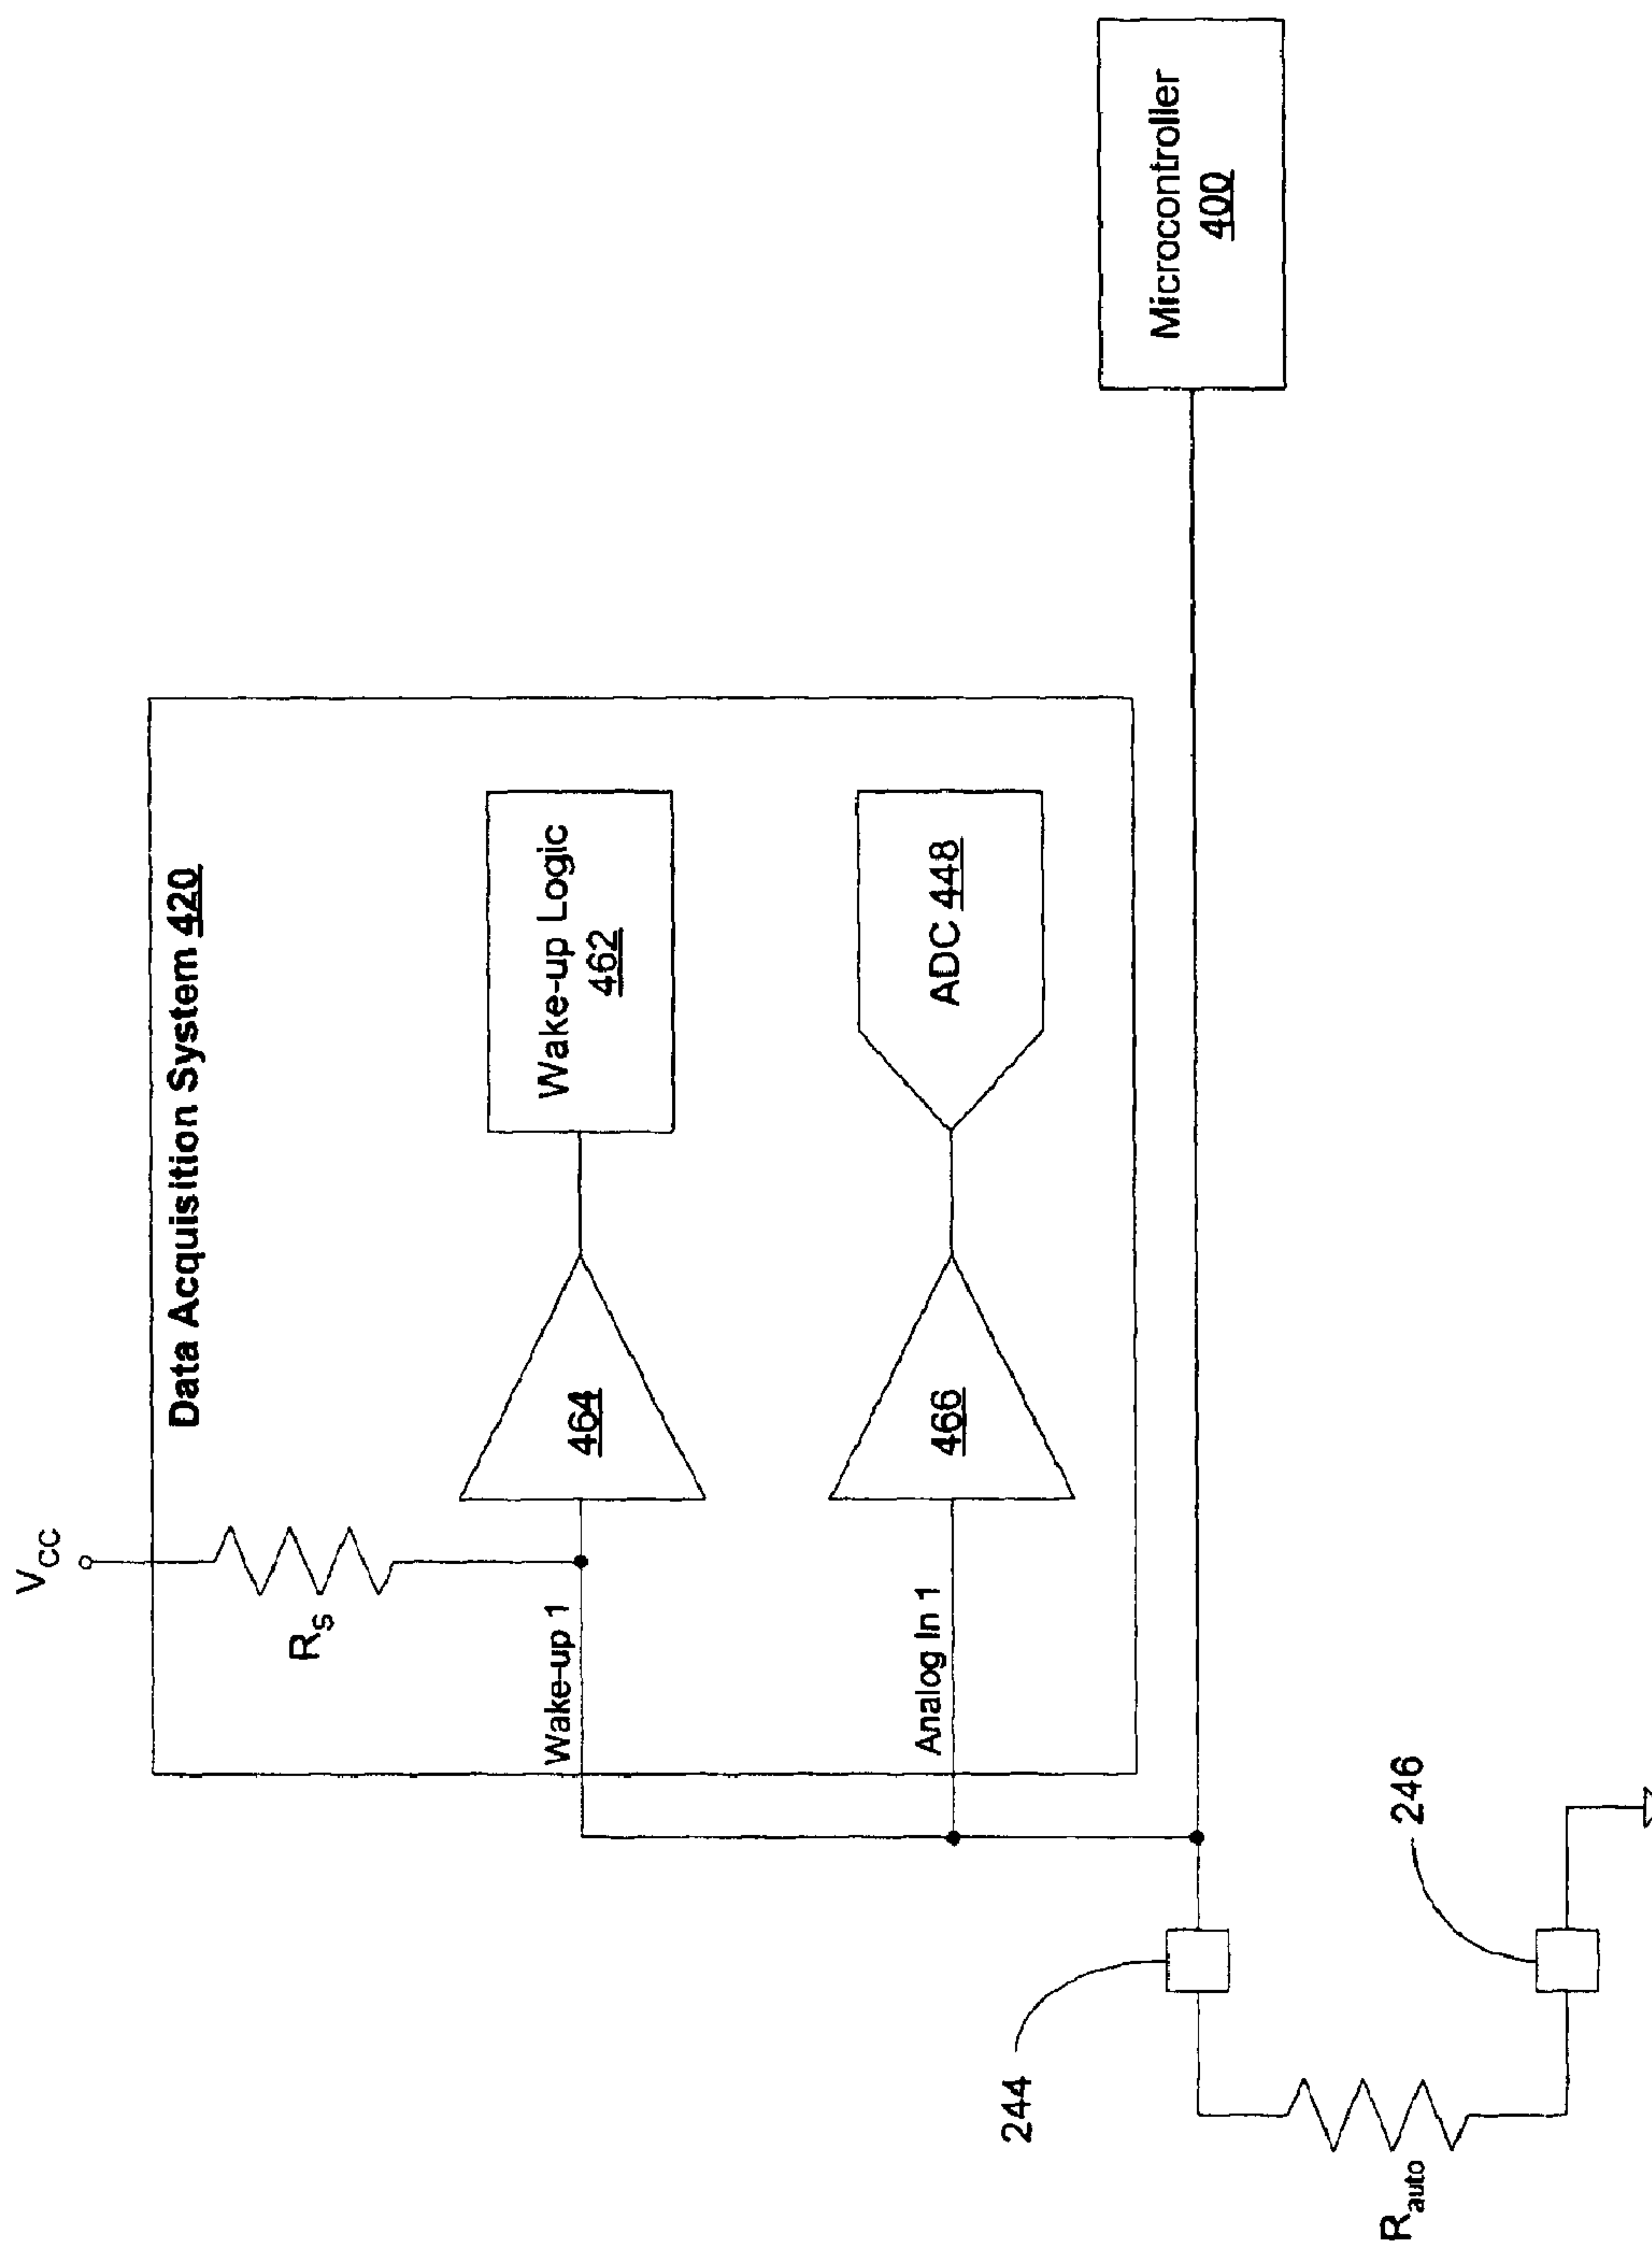 V_CC
Data Acquisition System 420
R_S
Wake-up 1
464
Wake-up Logic
462
Analog In 1
466
ADC 448
Microcontroller
400
244
246
R_auto